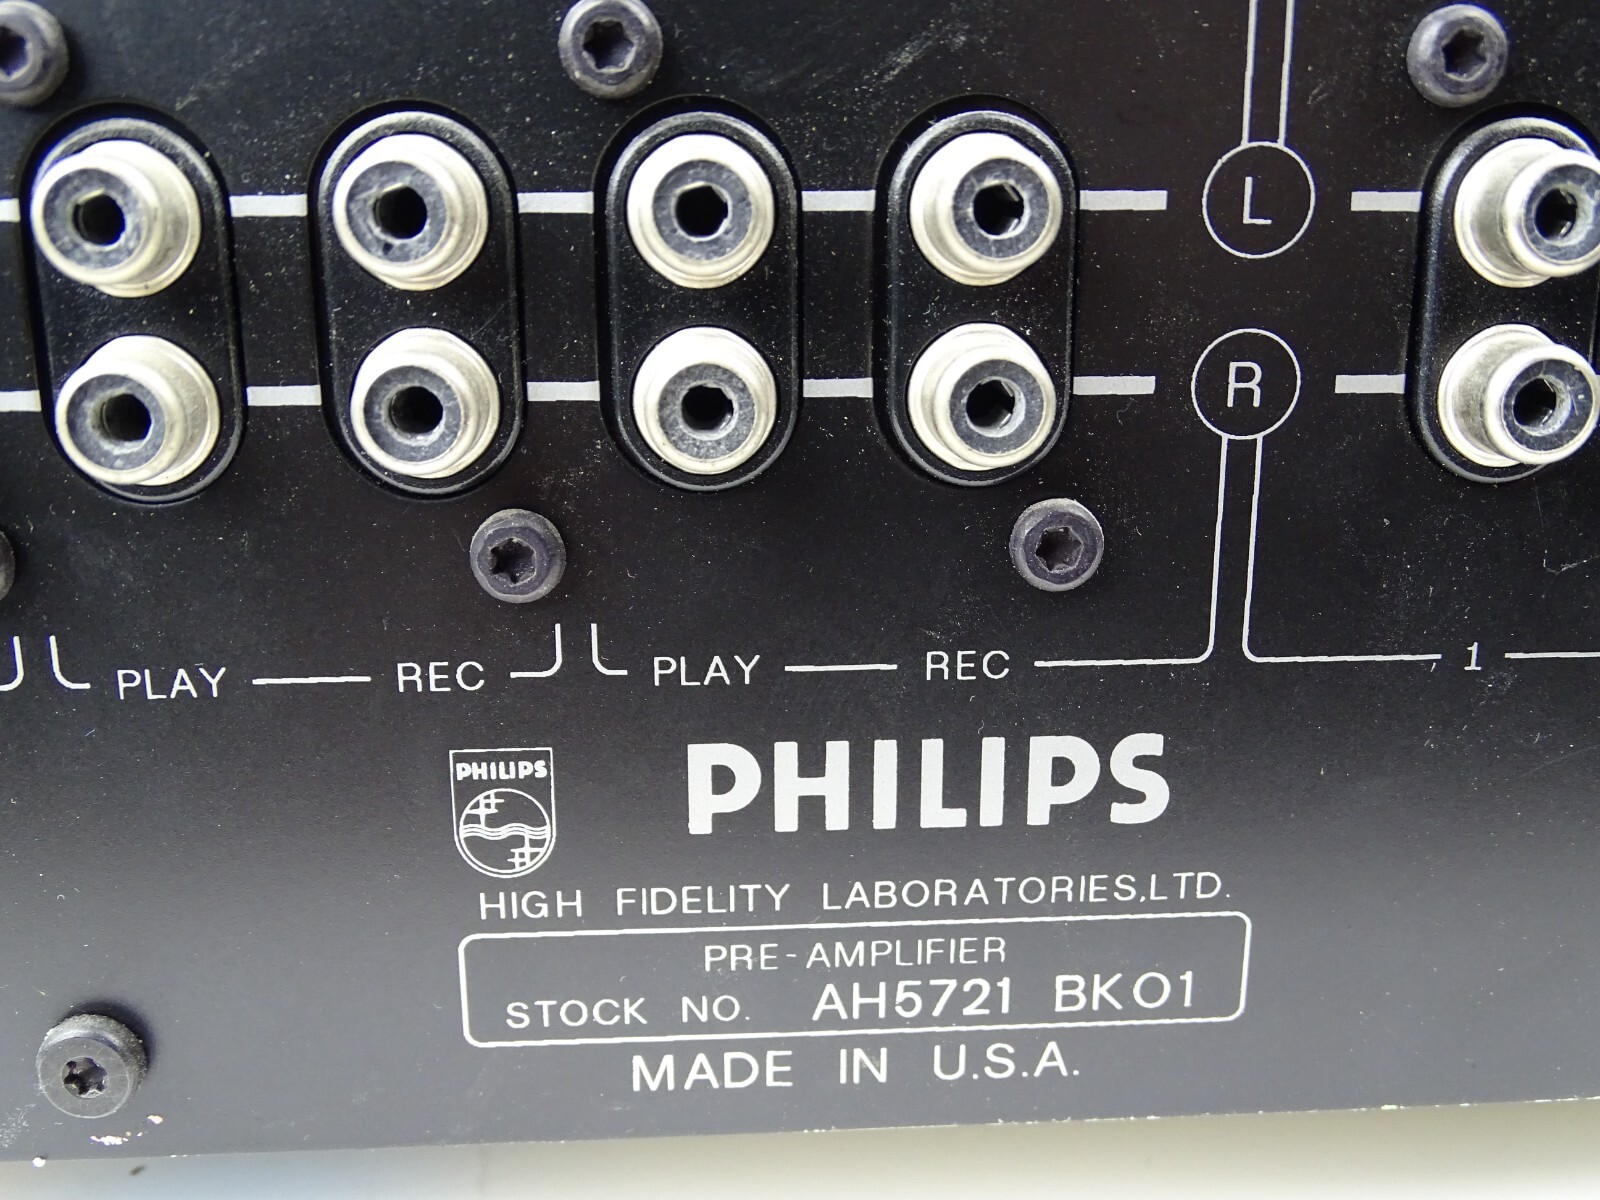 L
R
PLAY REC PLAY REC 1
PHILIPS
PHILIPS
HIGH FIDELITY LABORATORIES,LTD.
PRE-AMPLIFIER
STOCK NO. AH5721 BK01
MADE IN U.S.A.